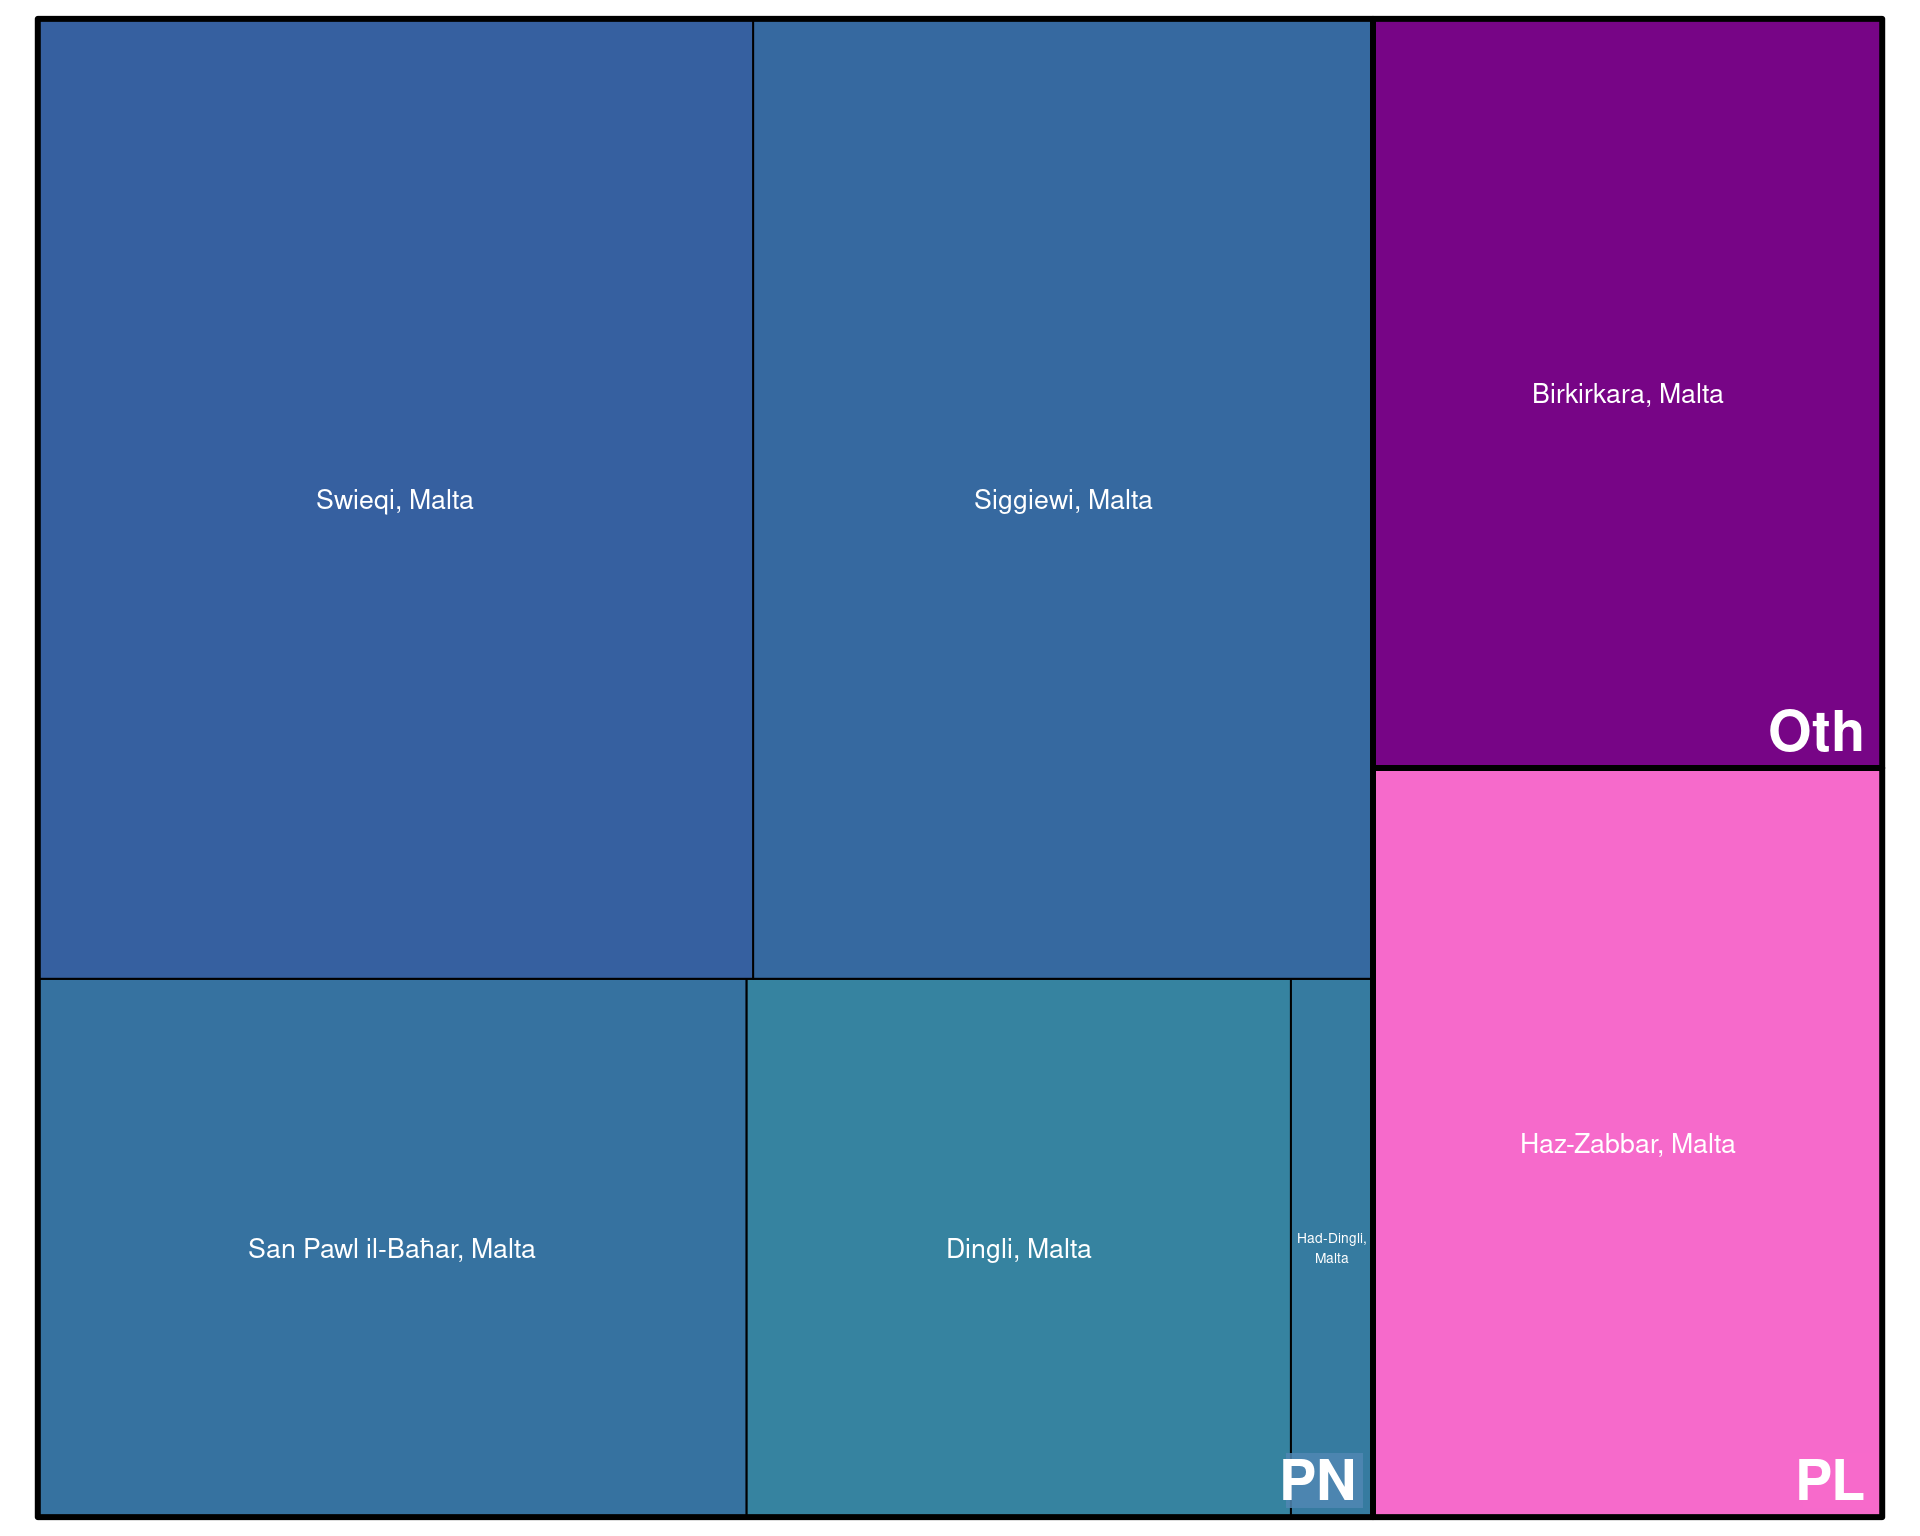 Swieqi, Malta
Siggiewi, Malta
Birkirkara, Malta
Oth
San Pawl il-Baħar, Malta
Dingli, Malta
Had-Dingli,
Malta
PN
Haz-Zabbar, Malta
PL